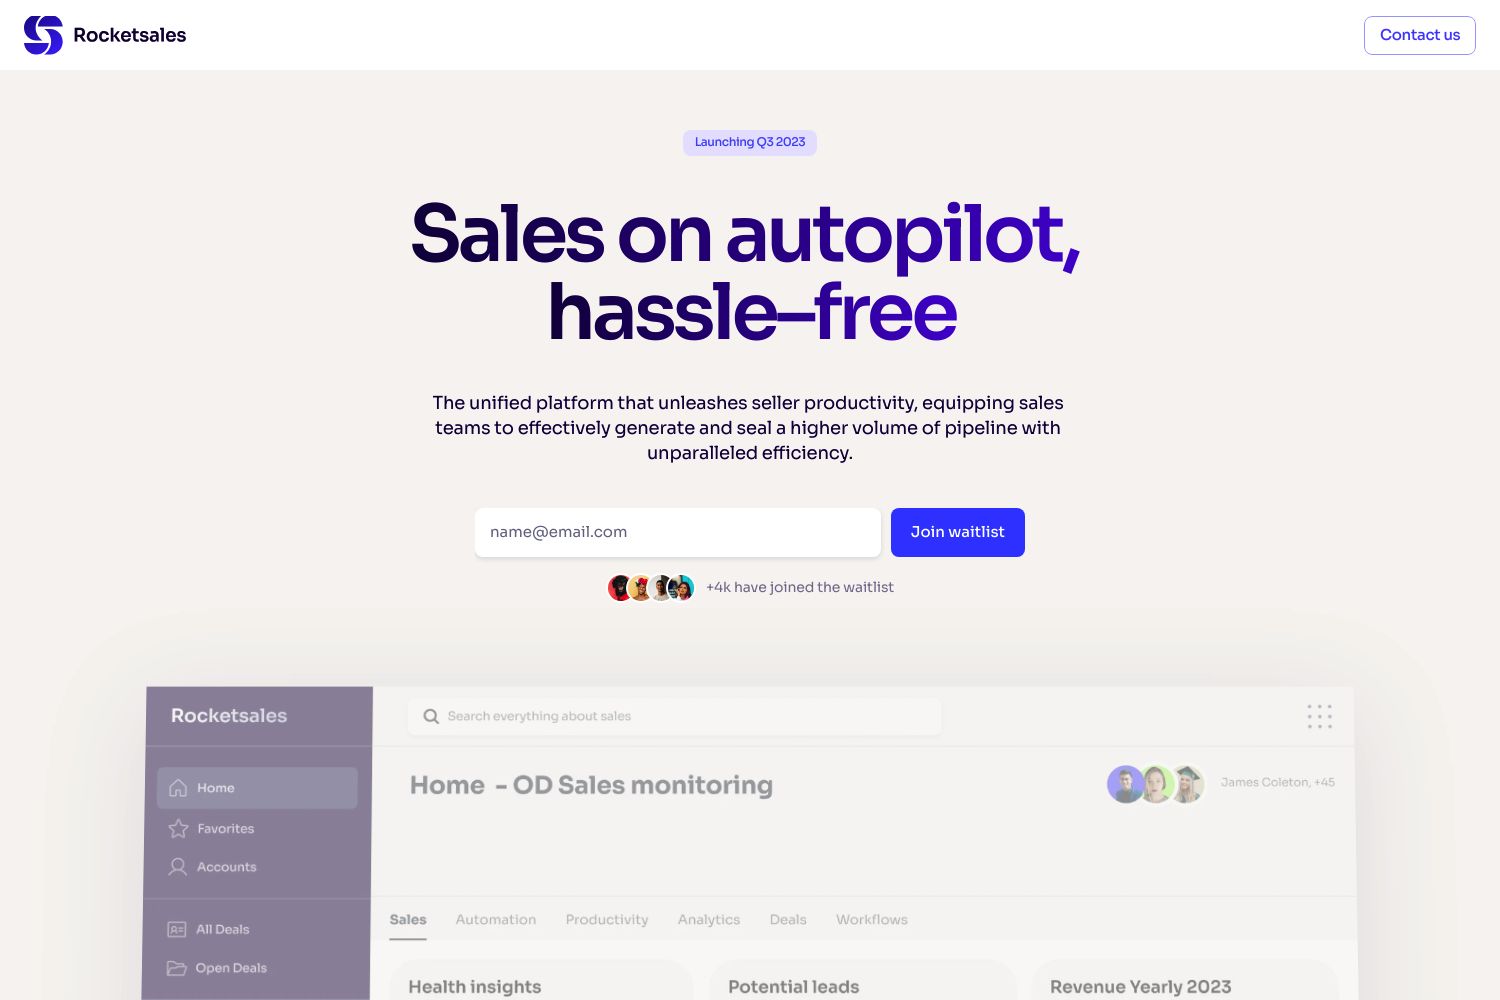 Rocketsales
Contact us
Launching Q3 2023
Sales on autopilot,
hassle–free
The unified platform that unleashes seller productivity, equipping sales
teams to effectively generate and seal a higher volume of pipeline with
unparalleled efficiency.
name@email.com
Join waitlist
+4k have joined the waitlist
Rocketsales
Search everything about sales
Home - OD Sales monitoring
James Coleton, +45
Home
Favorites
Accounts
All Deals
Open Deals
Sales Automation Productivity Analytics Deals Workflows
Health insights
Potential leads
Revenue Yearly 2023